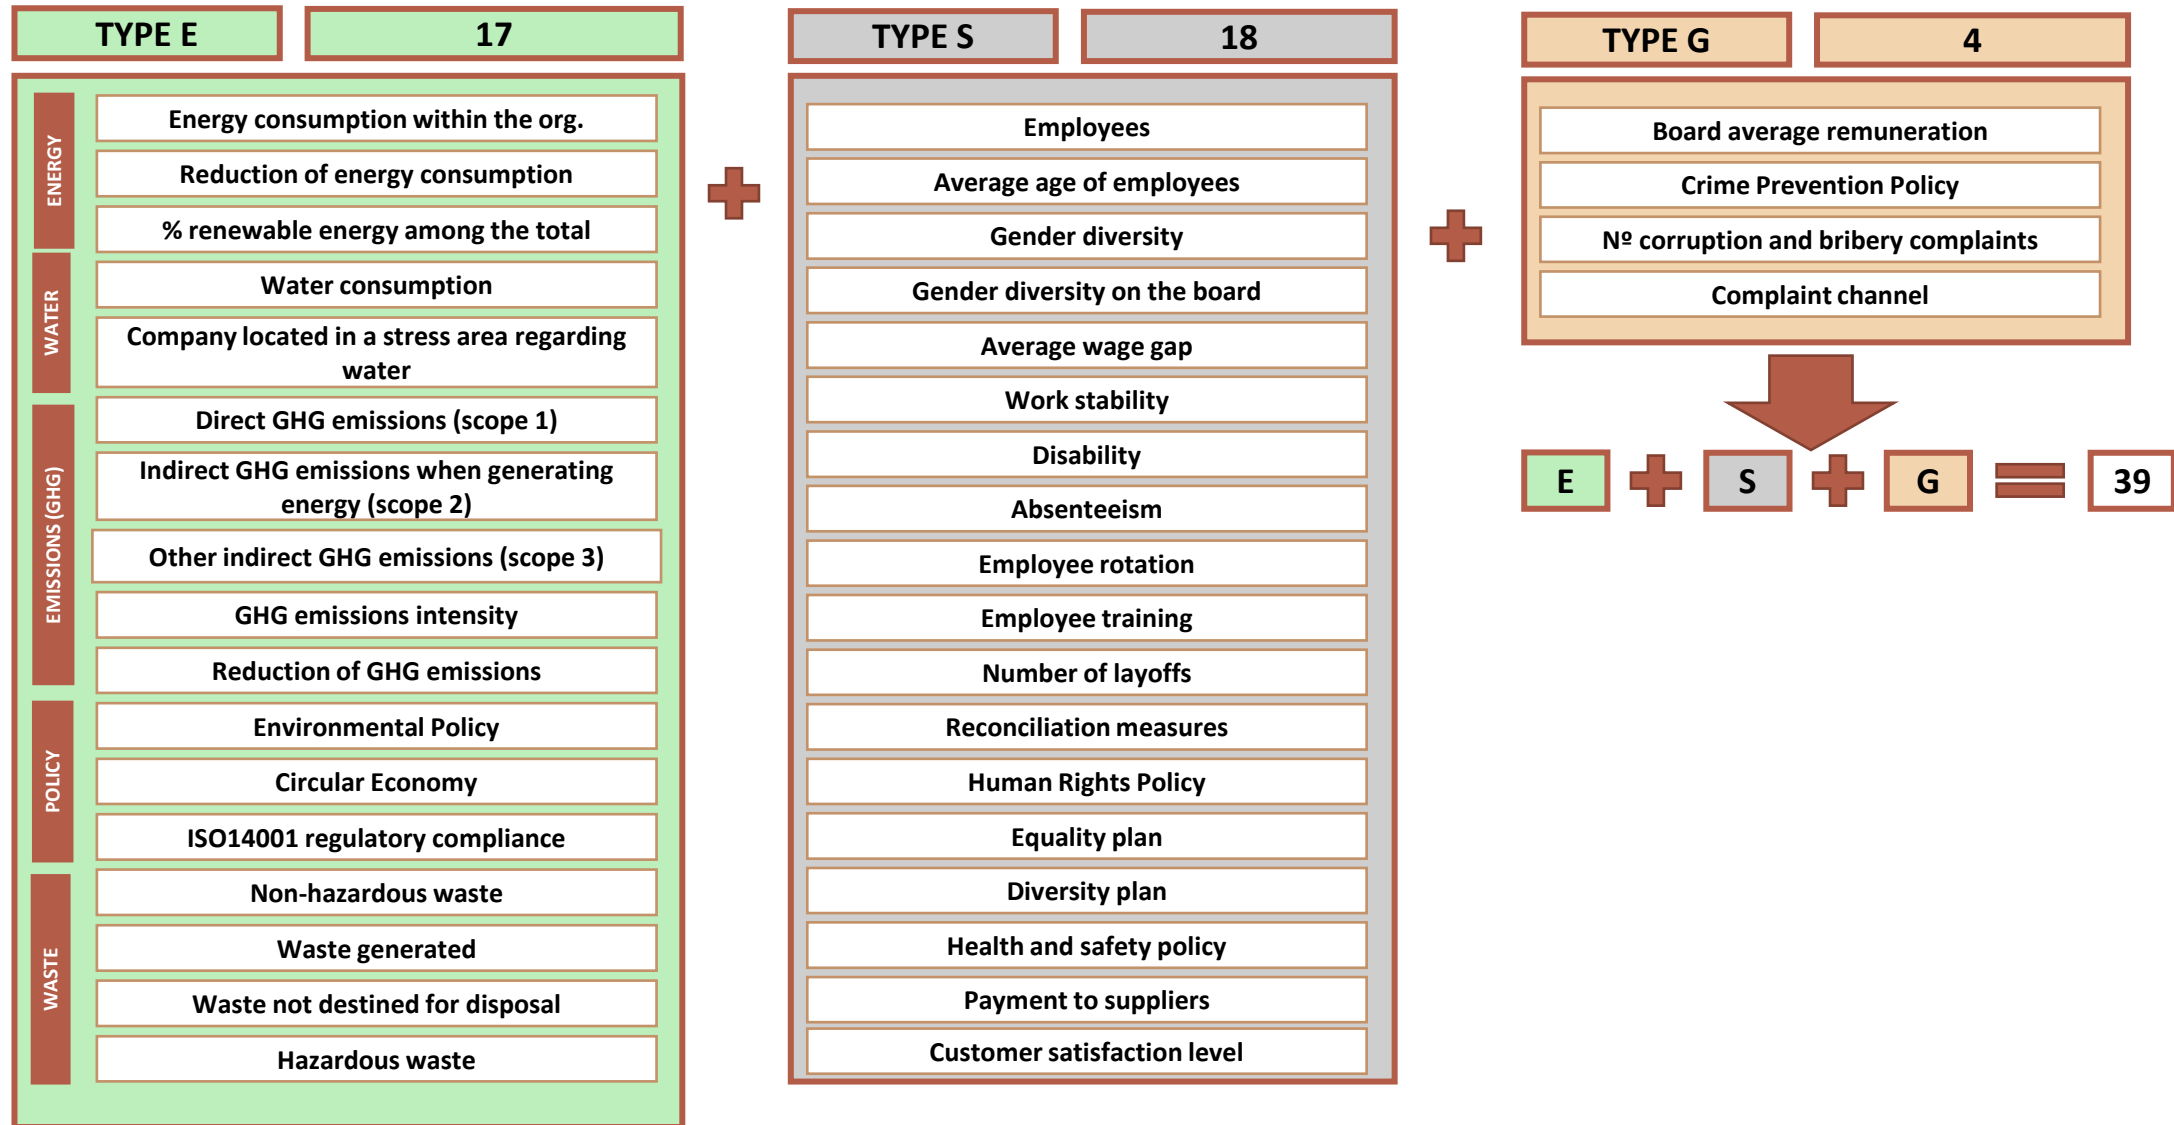 TYPE E
17
ENERGY
Energy consumption within the org.
Reduction of energy consumption
% renewable energy among the total
WATER
Water consumption
Company located in a stress area regarding
water
EMISSIONS (GHG)
Direct GHG emissions (scope 1)
Indirect GHG emissions when generating
energy (scope 2)
Other indirect GHG emissions (scope 3)
GHG emissions intensity
Reduction of GHG emissions
POLICY
Environmental Policy
Circular Economy
ISO14001 regulatory compliance
WASTE
Non-hazardous waste
Waste generated
Waste not destined for disposal
Hazardous waste
TYPE S
18
Employees
Average age of employees
Gender diversity
Gender diversity on the board
Average wage gap
Work stability
Disability
Absenteeism
Employee rotation
Employee training
Number of layoffs
Reconciliation measures
Human Rights Policy
Equality plan
Diversity plan
Health and safety policy
Payment to suppliers
Customer satisfaction level
TYPE G
4
Board average remuneration
Crime Prevention Policy
Nº corruption and bribery complaints
Complaint channel
E
S
G
39